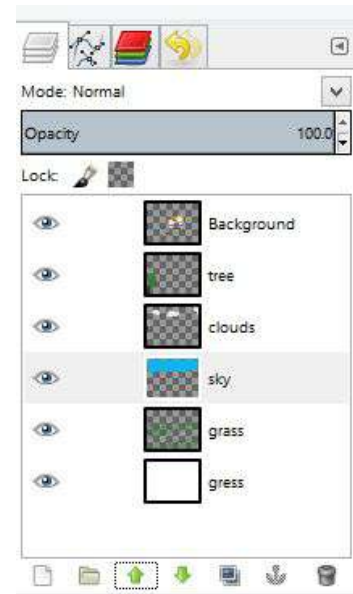 Mode: Normal
Opacity 100.0
Lock:
Background
tree
clouds
sky
grass
gress